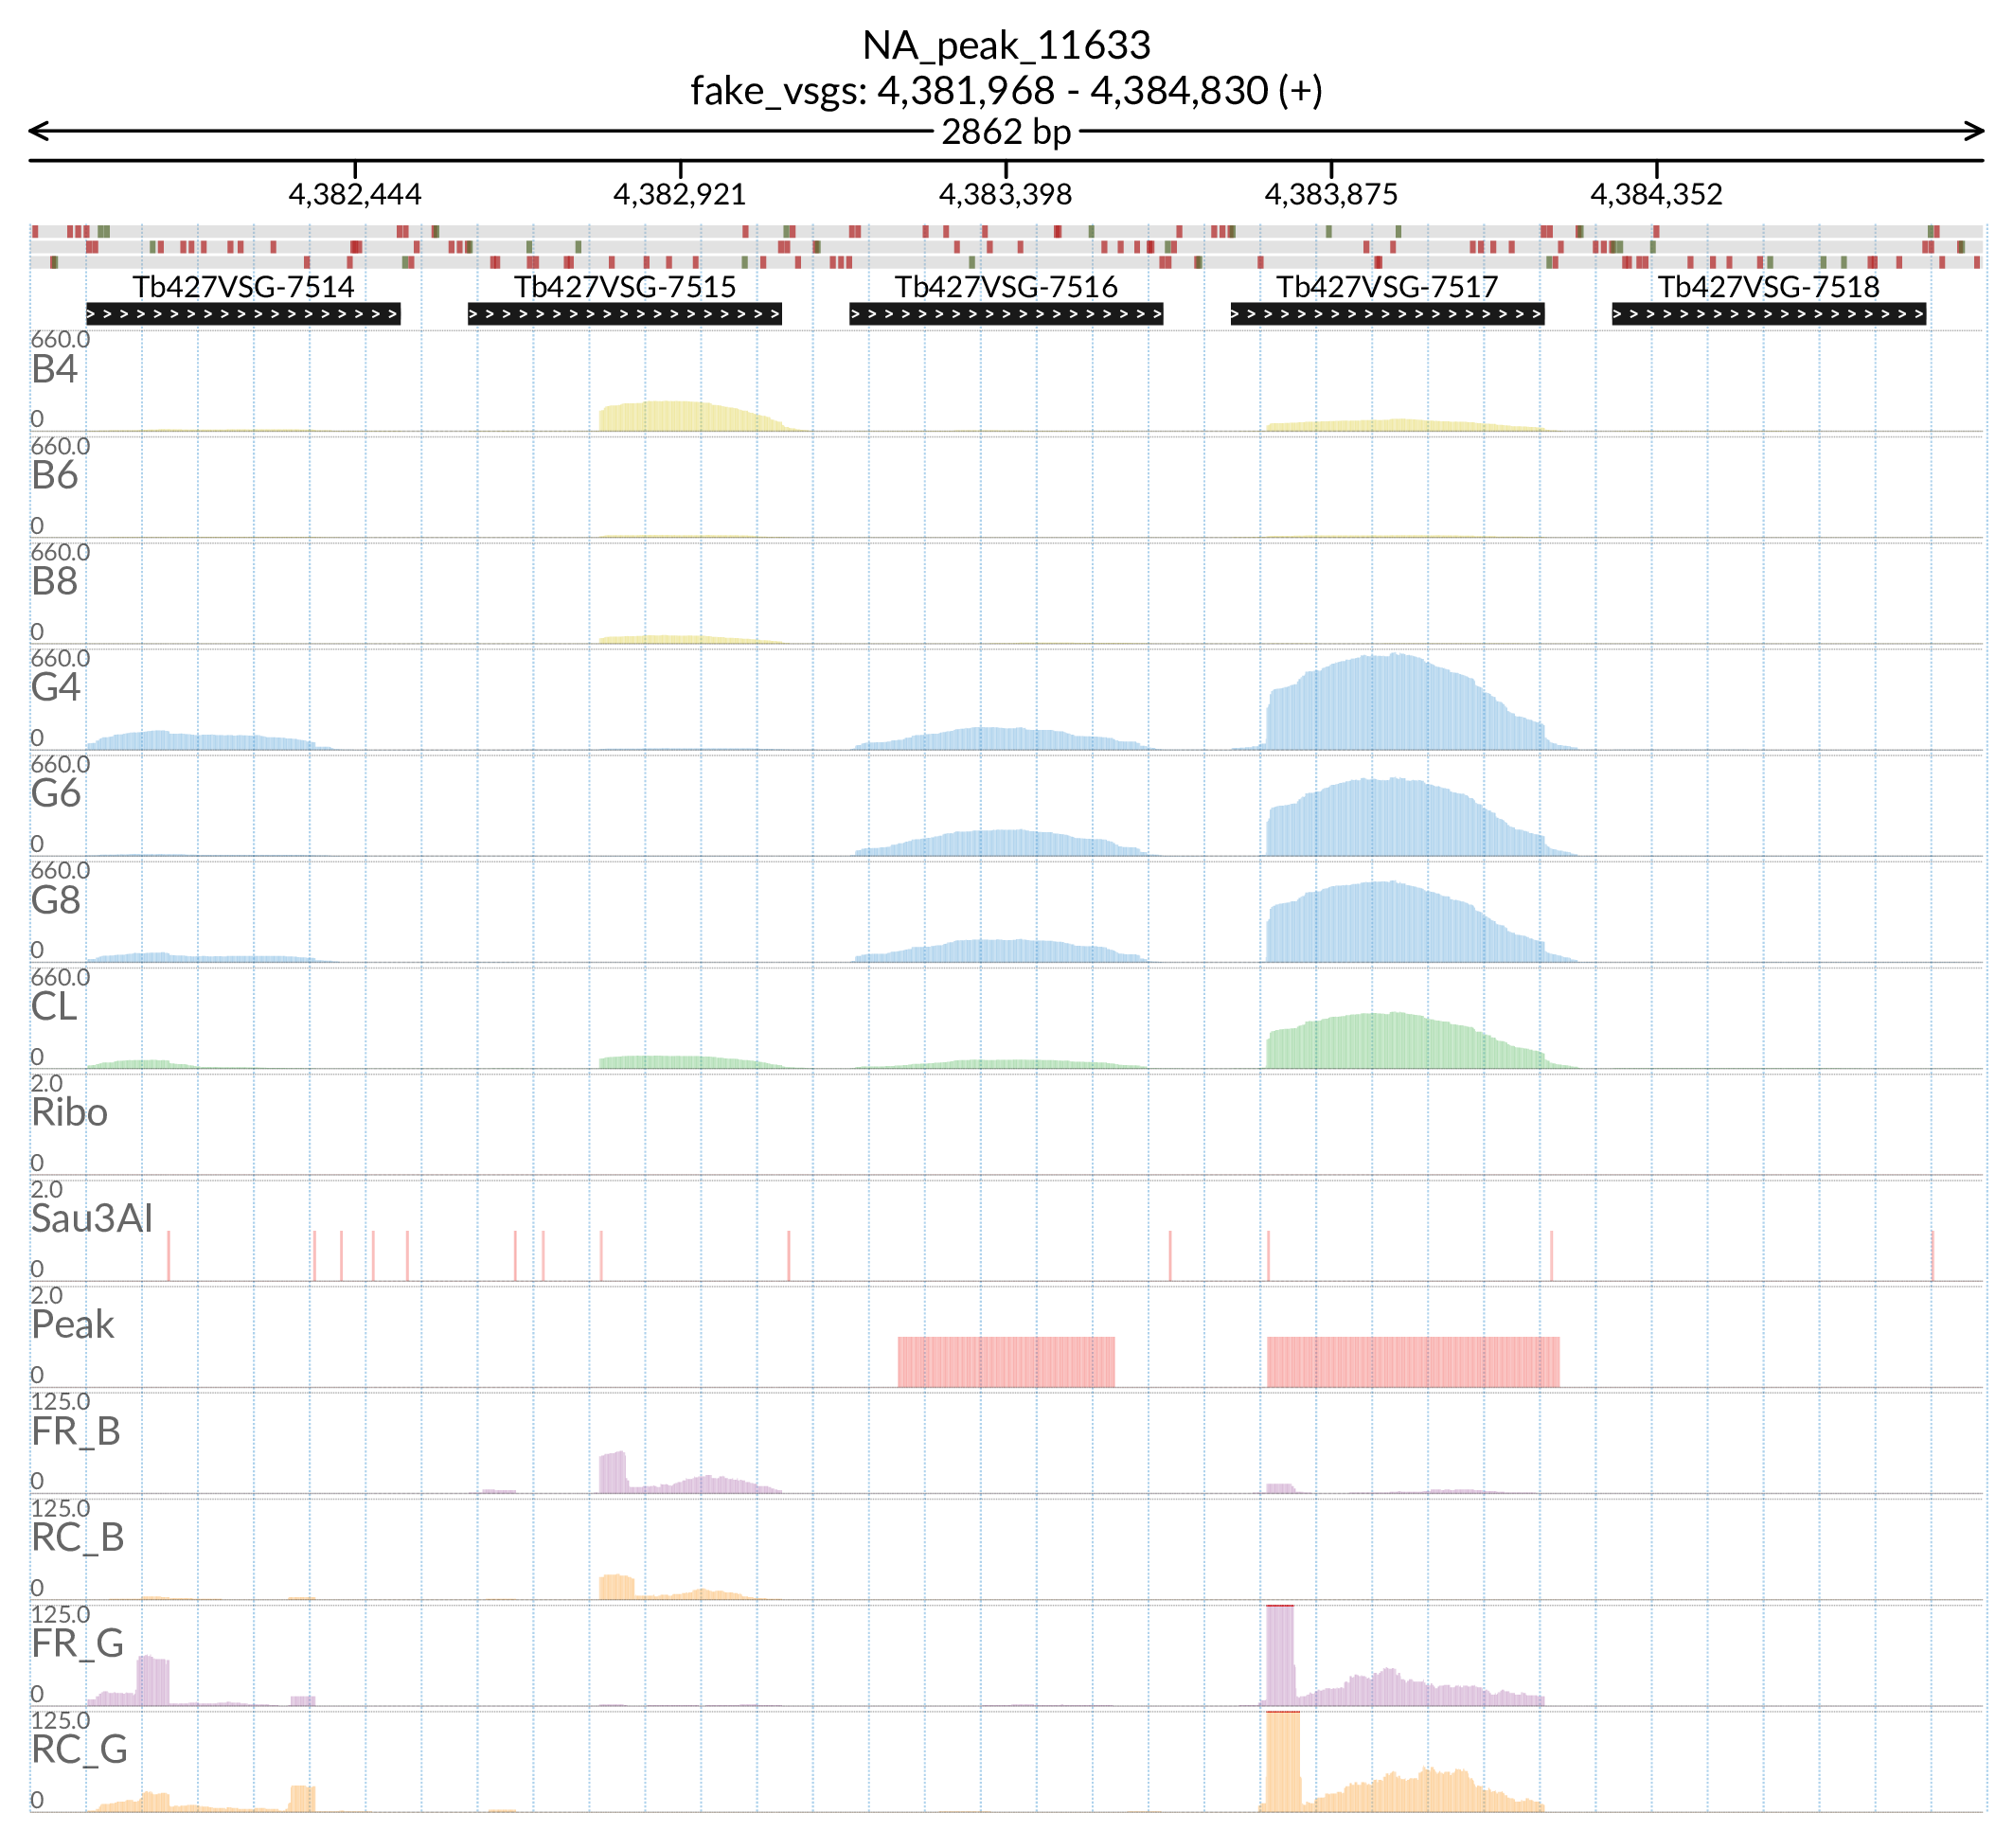 NA_peak_11633
fake_vsgs: 4,381,968 - 4,384,830 (+)
2862 bp
4,382,444 4,382,921 4,383,398 4,383,875 4,384,352
Tb427VSG-7514 Tb427VSG-7515 Tb427VSG-7516 Tb427VSG-7517 Tb427VSG-7518
660.0
B4
0
660.0
B6
0
660.0
B8
0
660.0
G4
0
660.0
G6
0
660.0
G8
0
660.0
CL
0
2.0
Ribo
0
2.0
Sau3AI
0
2.0
Peak
0
125.0
FR_B
0
125.0
RC_B
0
125.0
FR_G
0
125.0
RC_G
0